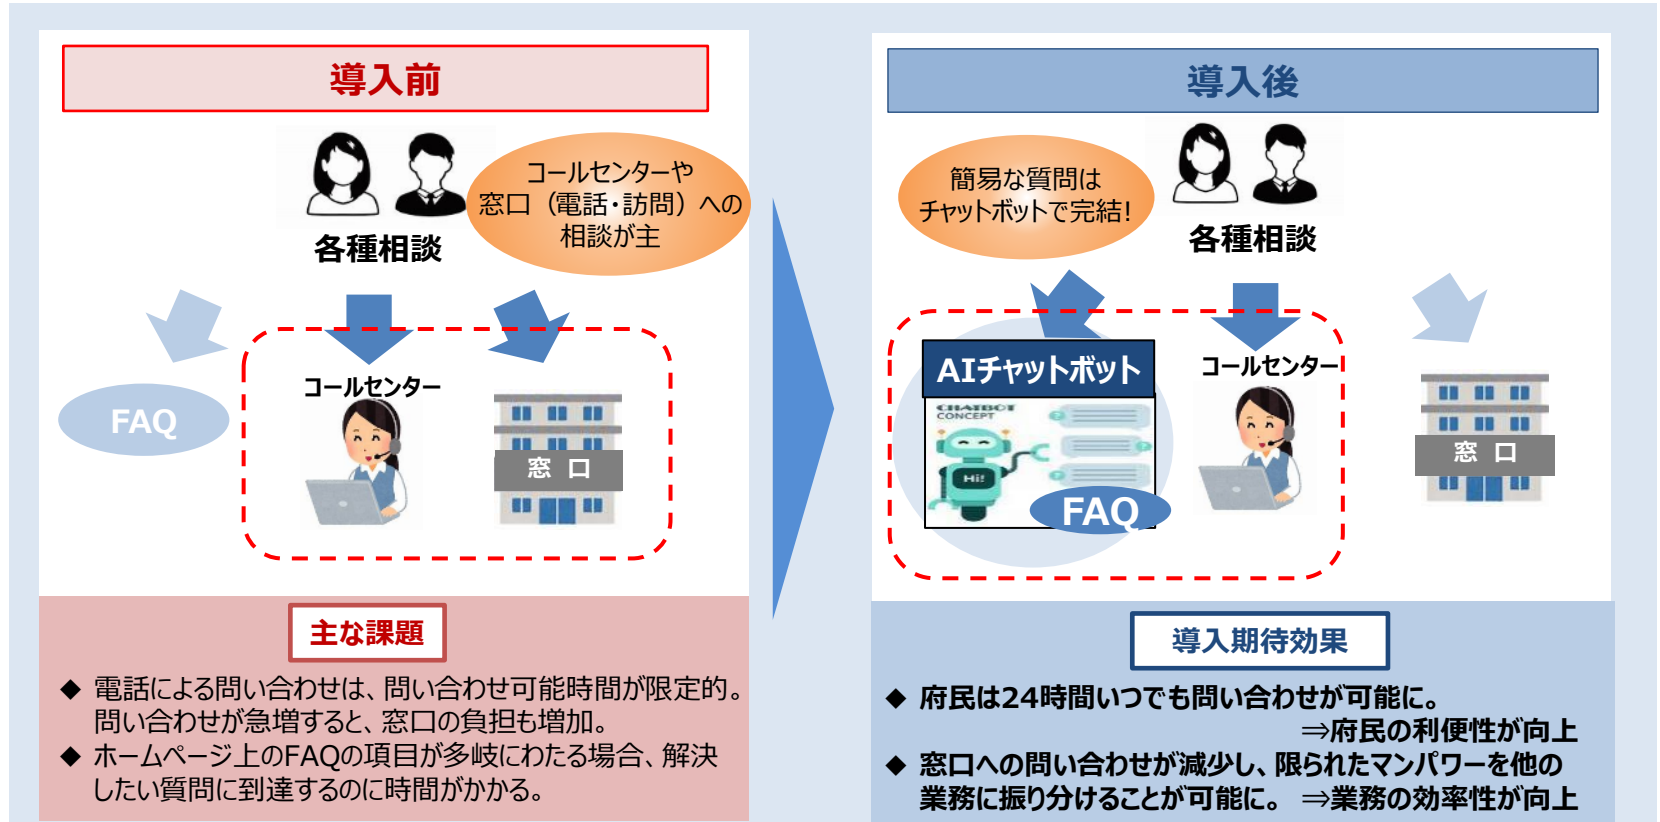 導入前
コールセンターや
窓口（電話・訪問）への
相談が主
各種相談
コールセンター
FAQ
窓 口
主な課題
◆ 電話による問い合わせは、問い合わせ可能時間が限定的。
問い合わせが急増すると、窓口の負担も増加。
◆ ホームページ上のFAQの項目が多岐にわたる場合、解決
したい質問に到達するのに時間がかかる。
導入後
簡易な質問は
チャットボットで完結!
各種相談
AIチャットボット
コールセンター
CHATBOT
CONCEPT
Hi!
FAQ
窓 口
導入期待効果
◆ 府民は24時間いつでも問い合わせが可能に。
⇒府民の利便性が向上
◆ 窓口への問い合わせが減少し、限られたマンパワーを他の
業務に振り分けることが可能に。 ⇒業務の効率性が向上